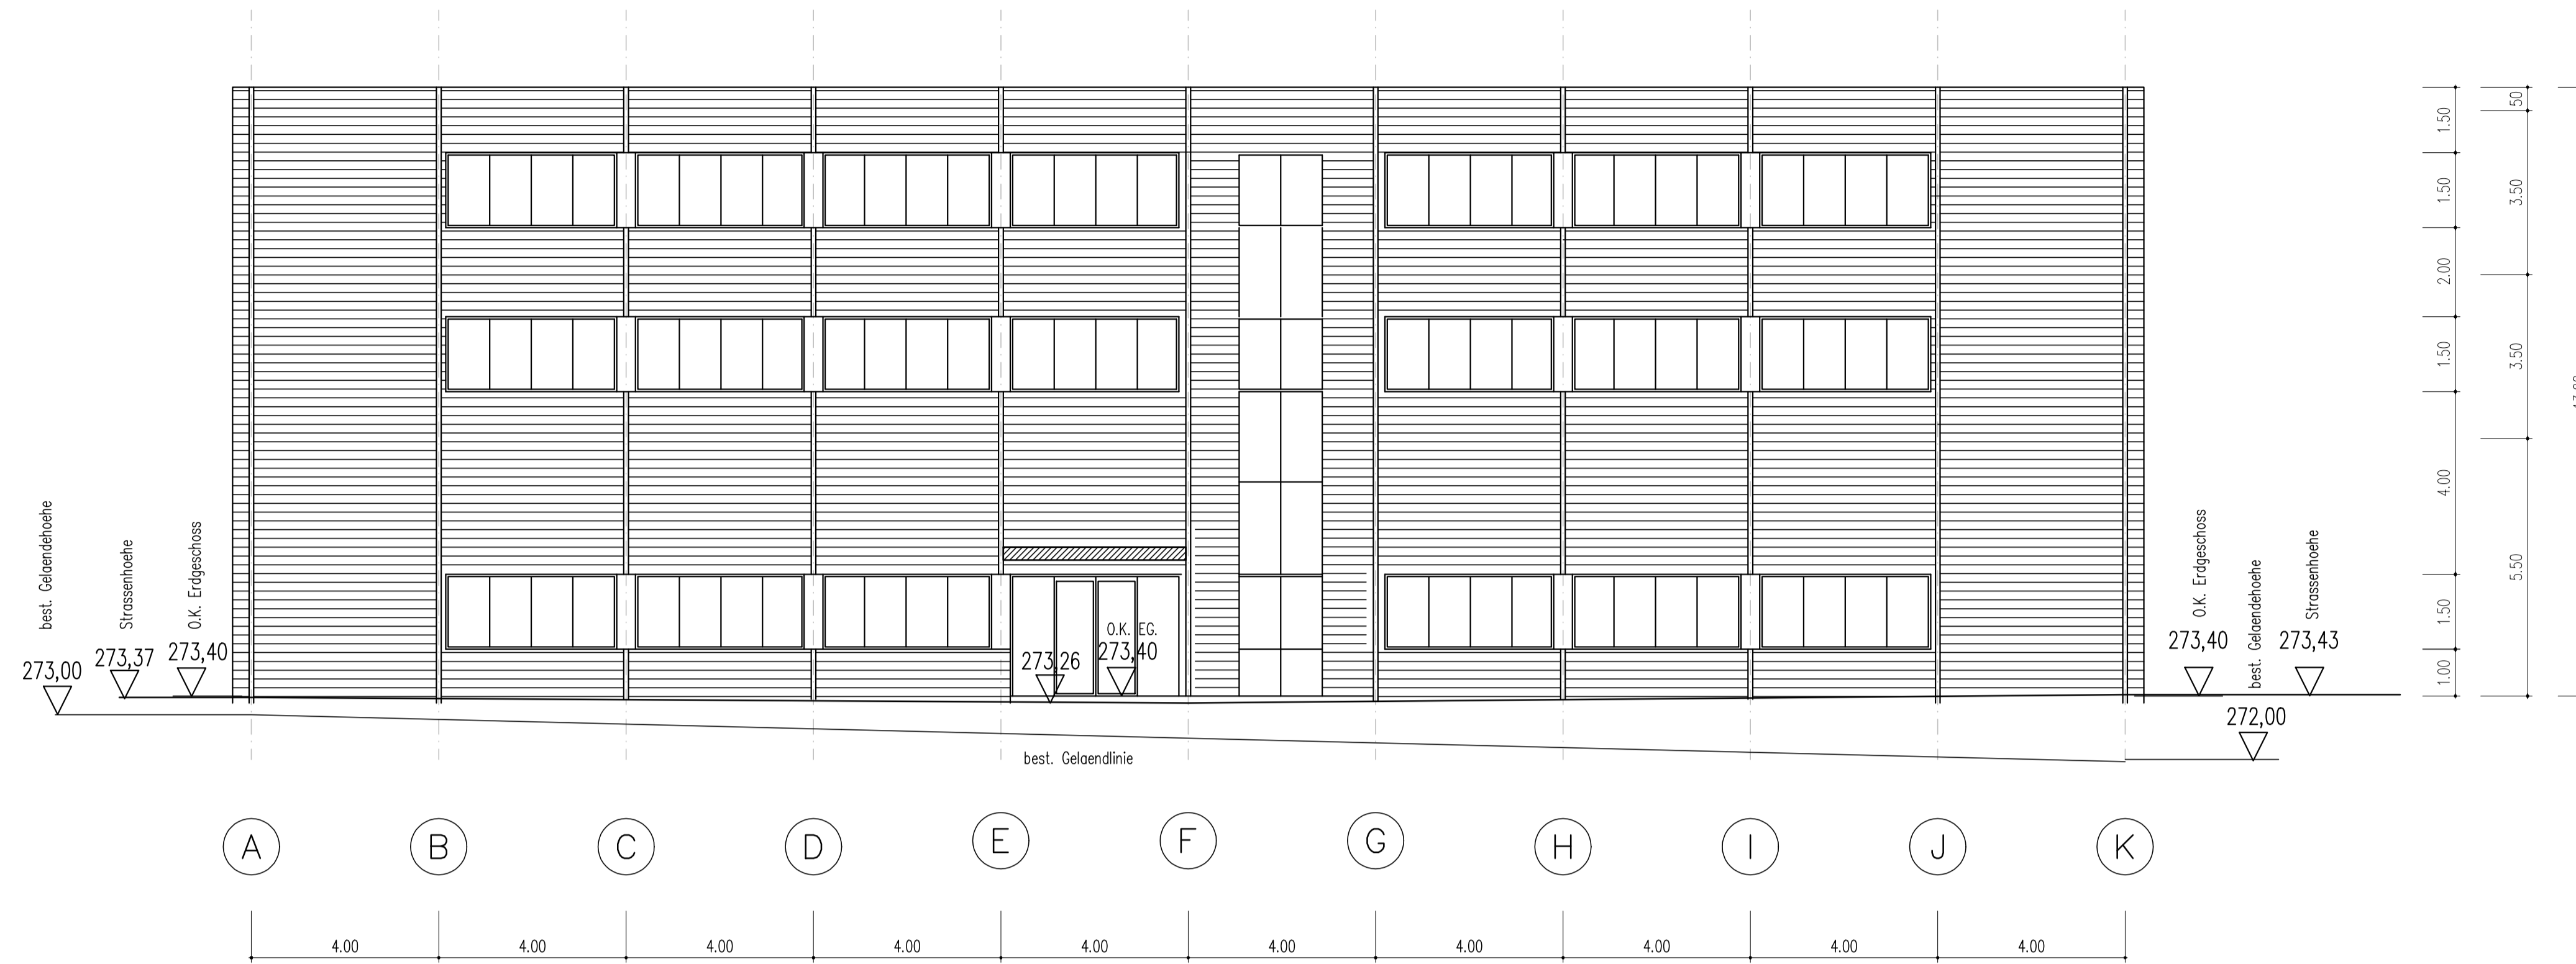 best. Gelaendehoehe
Strassenhoehe
O.K. Erdgeschoss
273,00
273,37
273,40
O.K. EG.
273,26
273,40
best. Gelaendlinie
O.K. Erdgeschoss
best. Gelaendehoehe
Strassenhoehe
273,40
273,43
272,00
1.50
1.50
2.00
1.50
4.00
1.50
1.00
50
3.50
3.50
5.50
A B C D E F G H I J K
4.00 4.00 4.00 4.00 4.00 4.00 4.00 4.00 4.00 4.00